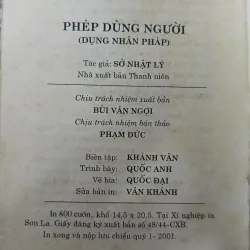 PHÉP DÙNG NGƯỜI
(DỤNG NHÂN PHÁP)
Tác giả: SỞ NHẬT LÝ
Nhà xuất bản Thanh niên
Chịu trách nhiệm xuất bản
BÙI VĂN NGỢI
Chịu trách nhiệm bản thảo
PHẠM ĐỨC
Biên tập: KHÁNH VÂN
Trình bày: QUỐC ANH
Vẽ bìa: QUỐC ĐẠI
Sửa bản in: VÂN KHÁNH
In 800 cuốn, khổ 14,5 x 20,5. Tại Xí nghiệp in
Sơn La. Giấy đăng ký xuất bản số 48/44-CXB.
In xong và nộp lưu chiểu quý 1- 2001.